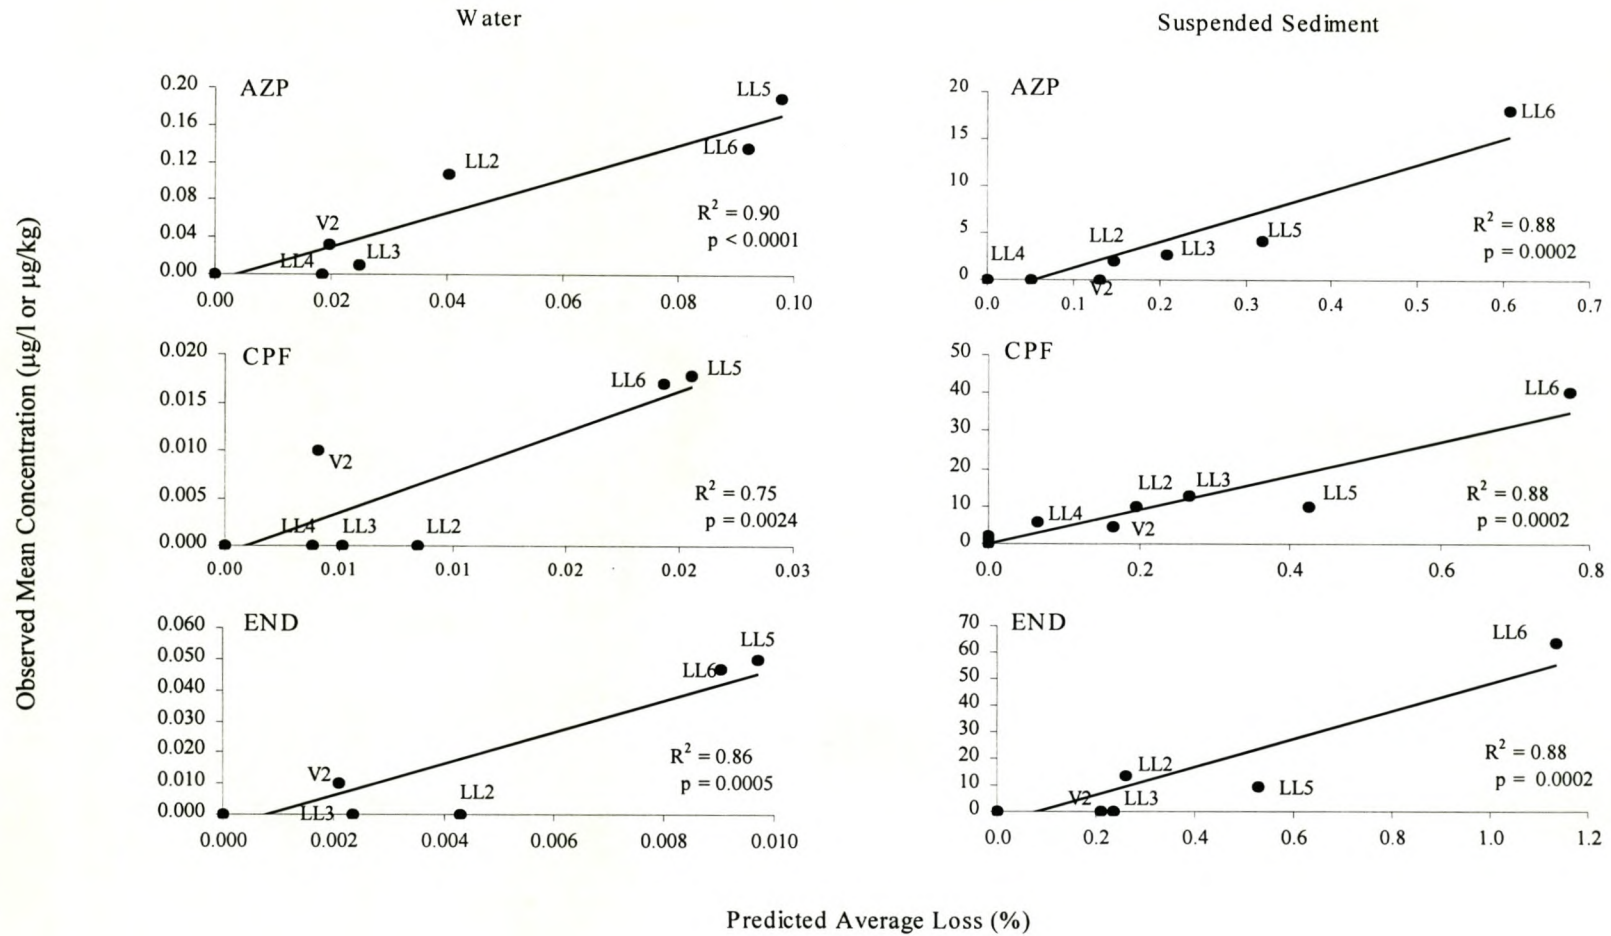 Water
Suspended Sediment
Observed Mean Concentration (µg/l or µg/kg)
AZP
0.20
0.16
0.12
0.08
0.04
0.00
LL5
LL6
LL2
V2
LL3
LL4
R² = 0.90
p < 0.0001
0.00 0.02 0.04 0.06 0.08 0.10
AZP
20
15
10
5
0
LL6
LL5
LL3
LL2
LL4
V2
R² = 0.88
p = 0.0002
0.0 0.1 0.2 0.3 0.4 0.5 0.6 0.7
CPF
0.020
0.015
0.010
0.005
0.000
LL6
LL5
V2
LL4
LL3
LL2
R² = 0.75
p = 0.0024
0.00 0.01 0.01 0.02 0.02 0.03
CPF
50
40
30
20
10
0
LL6
LL2
LL3
LL5
LL4
V2
R² = 0.88
p = 0.0002
0.0 0.2 0.4 0.6 0.8
END
0.060
0.050
0.040
0.030
0.020
0.010
0.000
LL5
LL6
V2
LL3
LL2
R² = 0.86
p = 0.0005
0.000 0.002 0.004 0.006 0.008 0.010
END
70
60
50
40
30
20
10
0
LL6
LL2
LL5
V2
LL3
R² = 0.88
p = 0.0002
0.0 0.2 0.4 0.6 0.8 1.0 1.2
Predicted Average Loss (%)